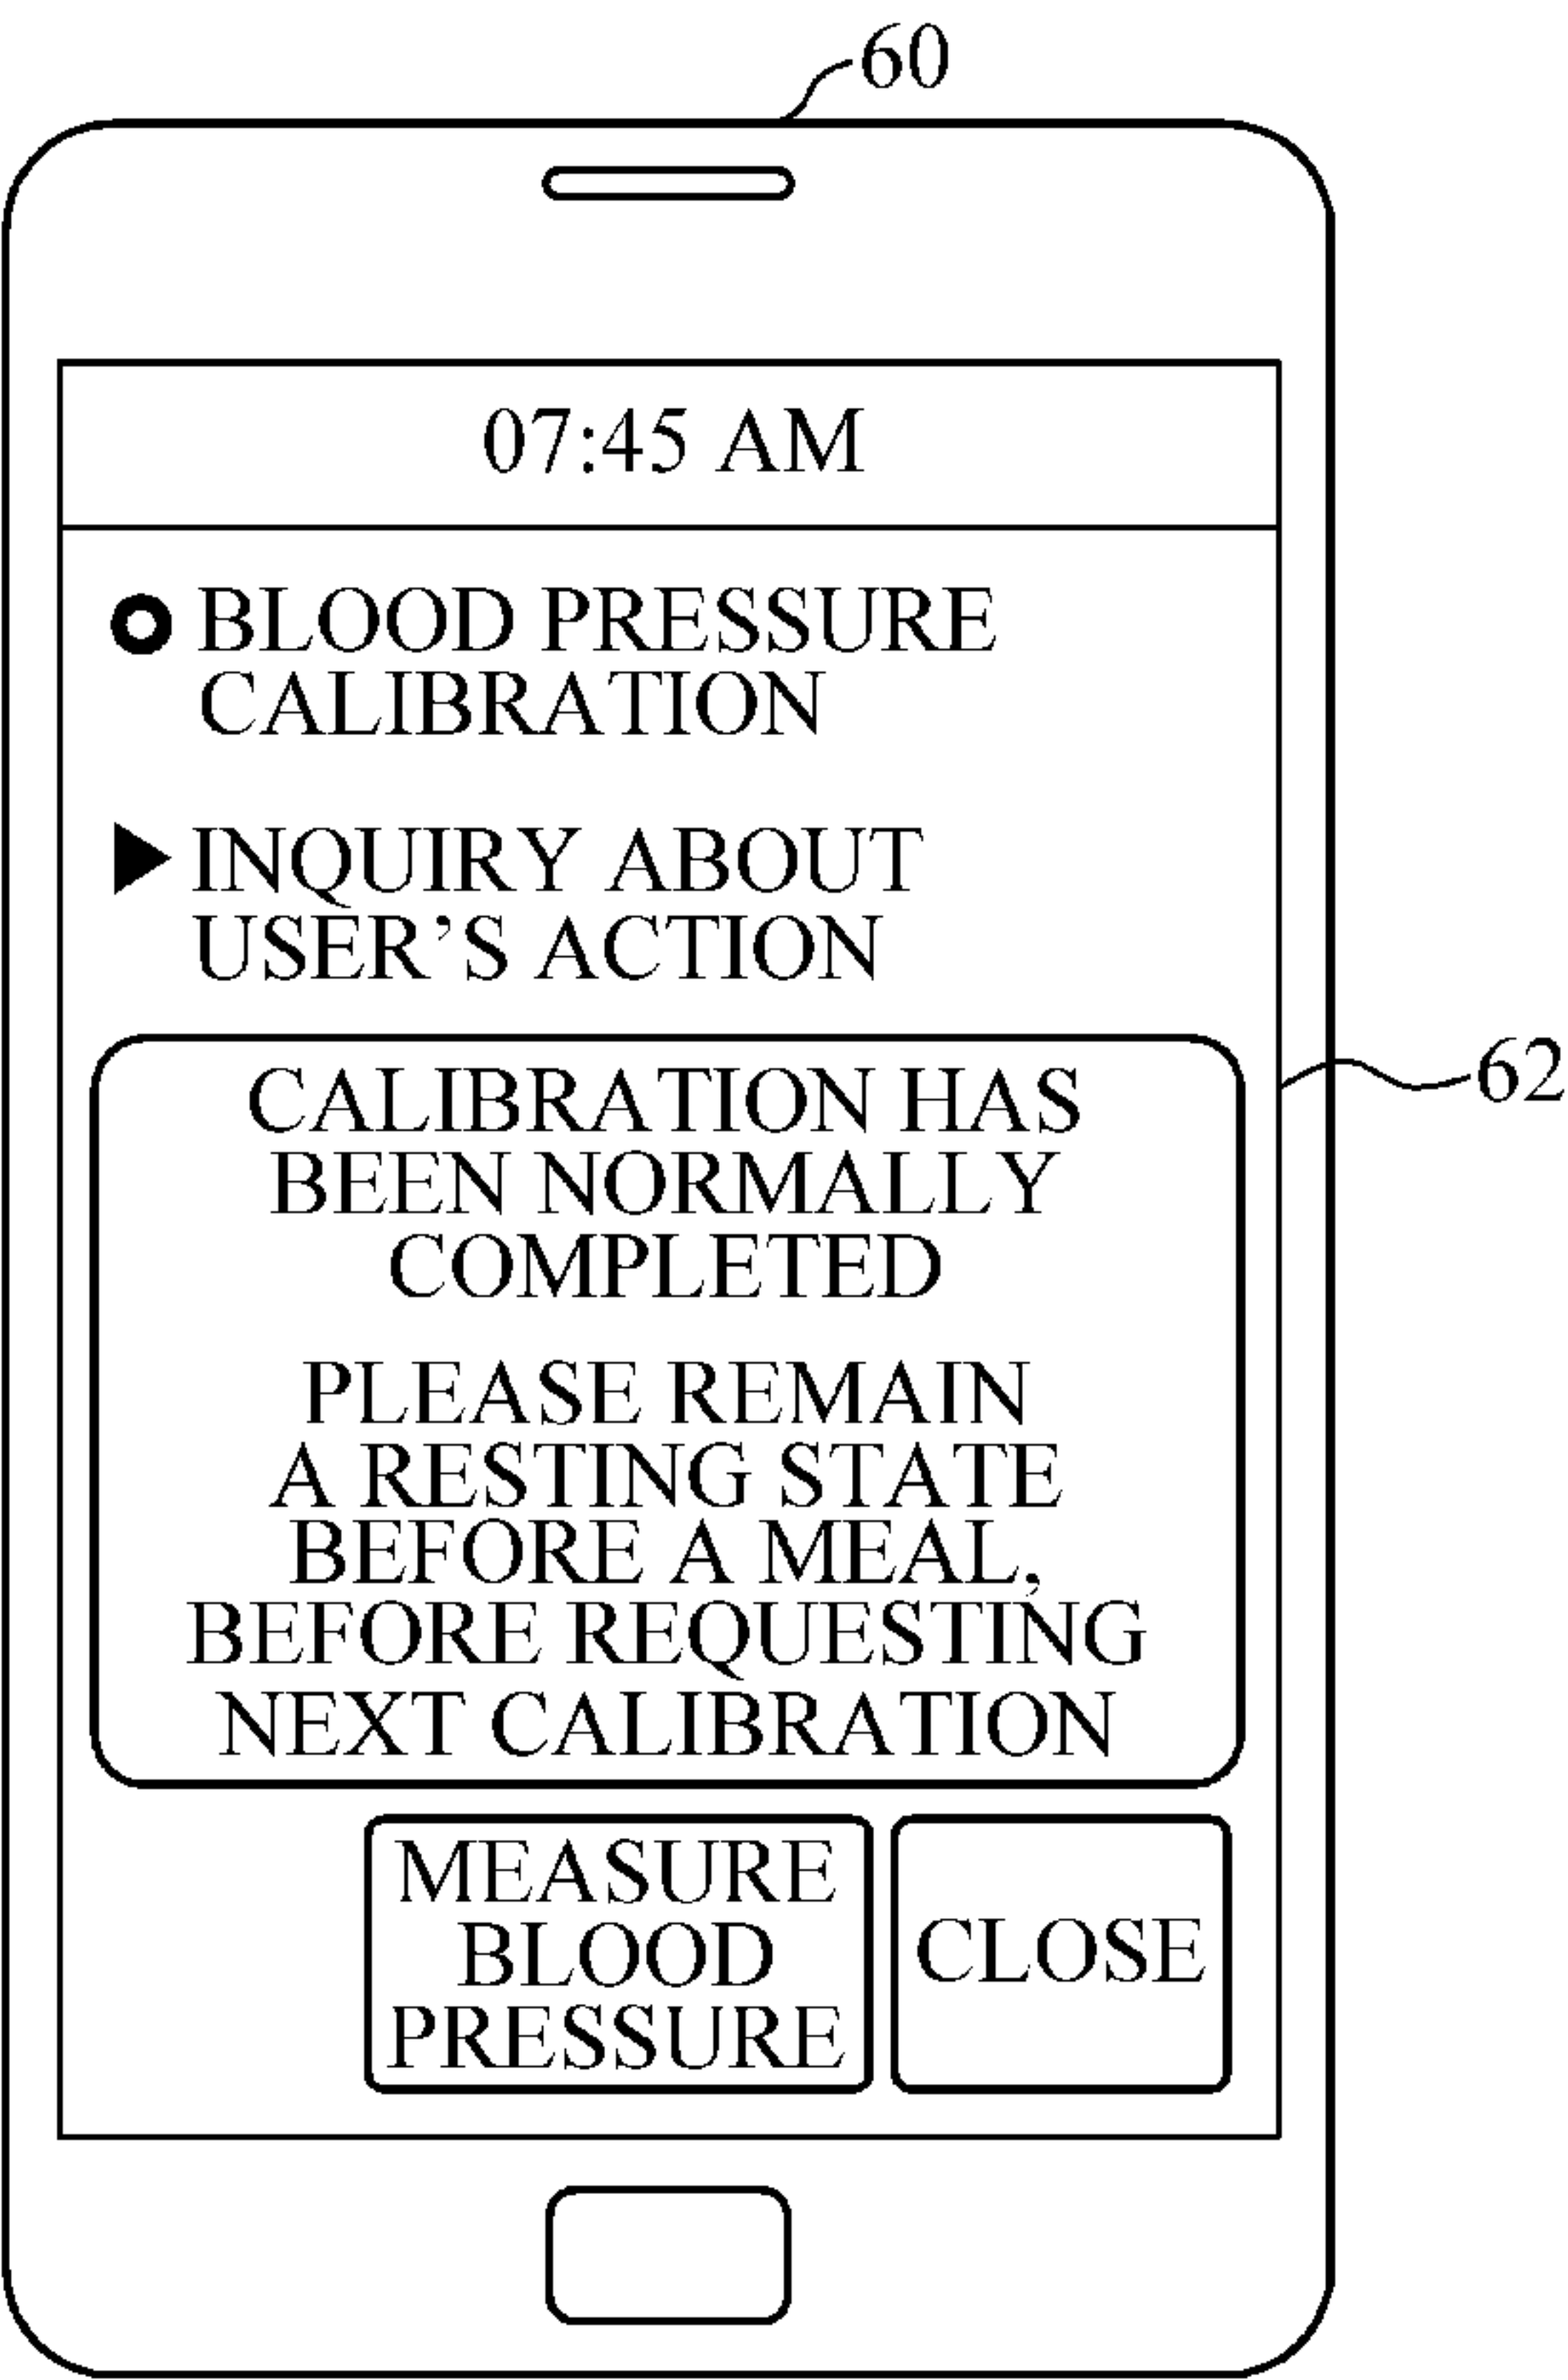 60
07:45 AM
BLOOD PRESSURE
CALIBRATION
INQUIRY ABOUT
USER'S ACTION
62
CALIBRATION HAS
BEEN NORMALLY
COMPLETED
PLEASE REMAIN
A RESTING STATE
BEFORE A MEAL,
BEFORE REQUESTING
NEXT CALIBRATION
MEASURE
BLOOD
PRESSURE
CLOSE